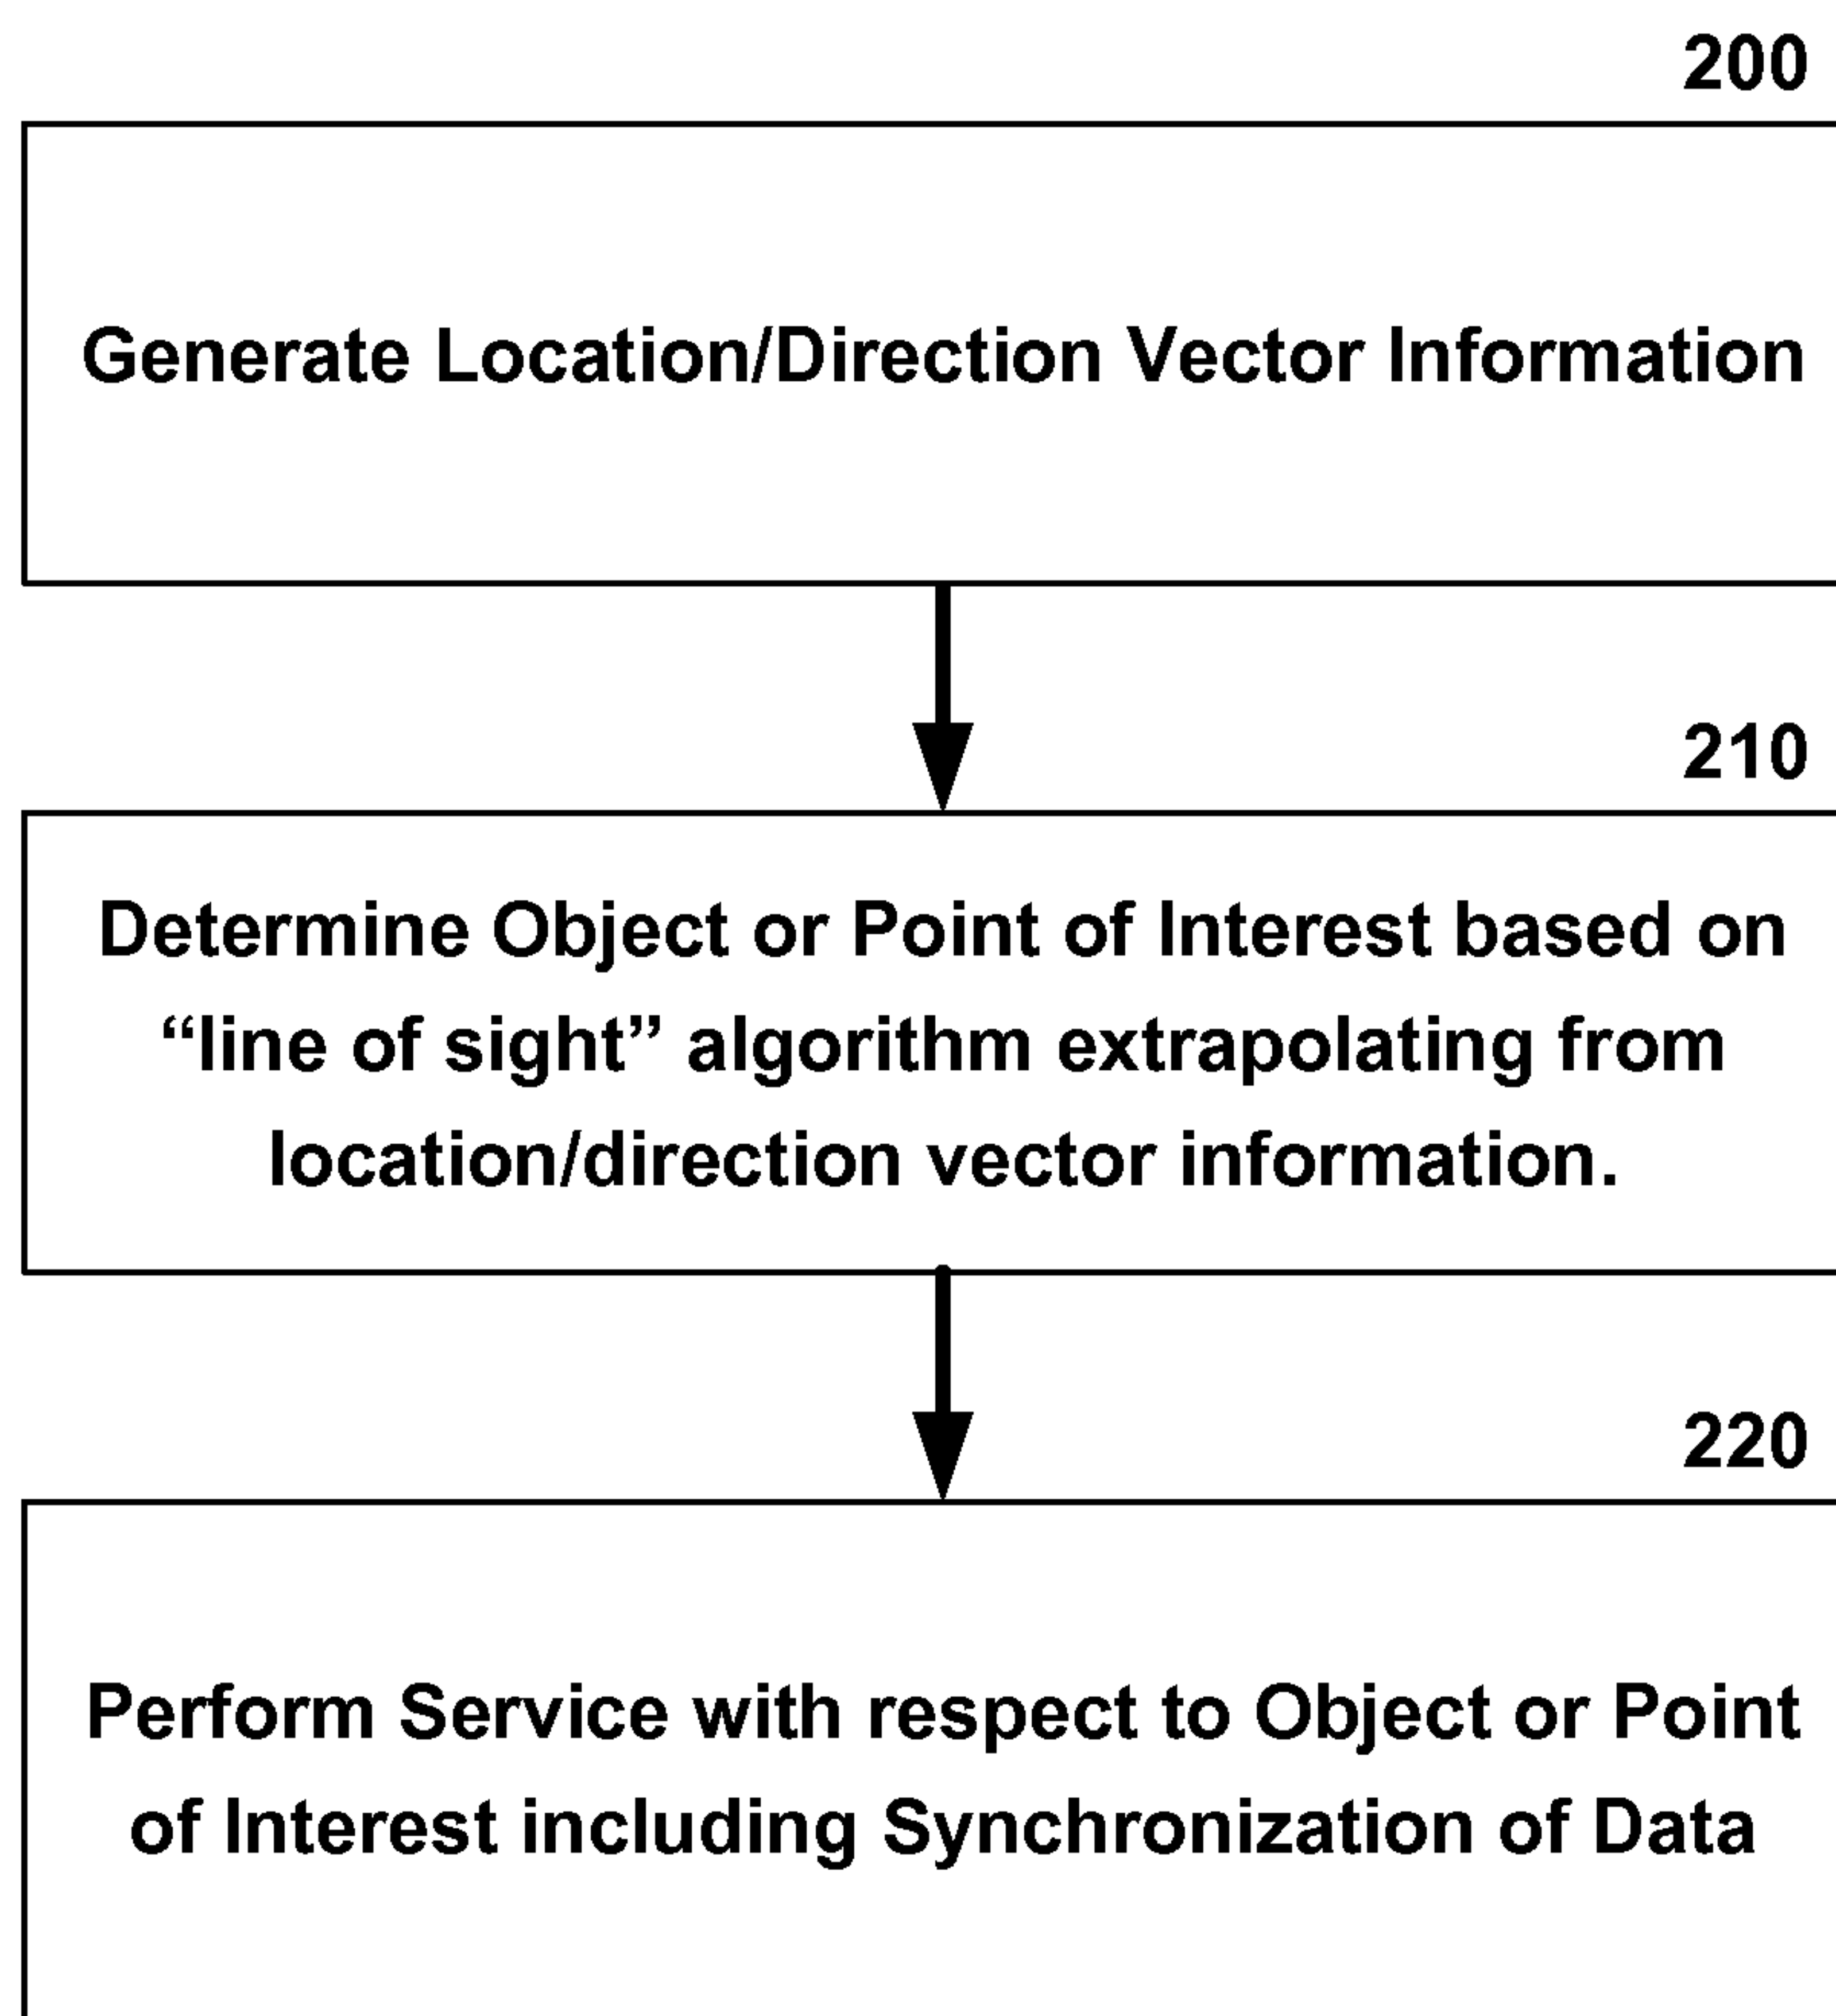 200
Generate Location/Direction Vector Information
210
Determine Object or Point of Interest based on
“line of sight” algorithm extrapolating from
location/direction vector information.
220
Perform Service with respect to Object or Point
of Interest including Synchronization of Data